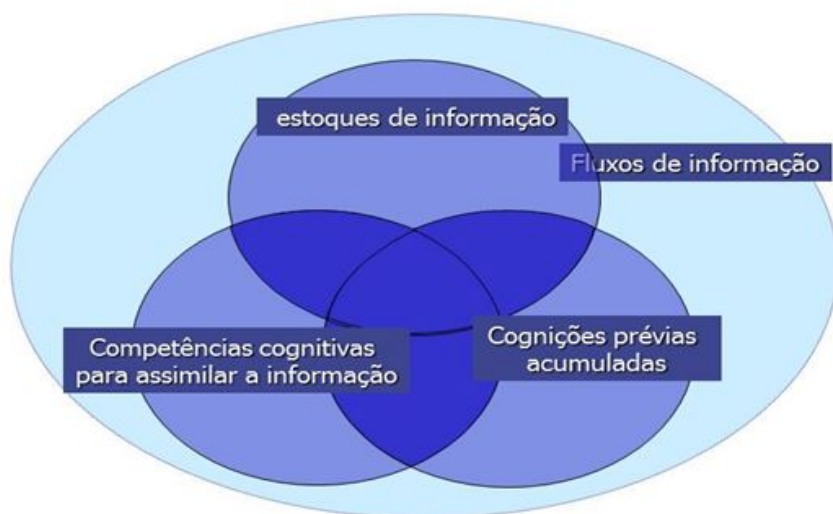 estoques de informação
Fluxos de informação
Competências cognitivas
para assimilar a informação
Cognições prévias
acumuladas